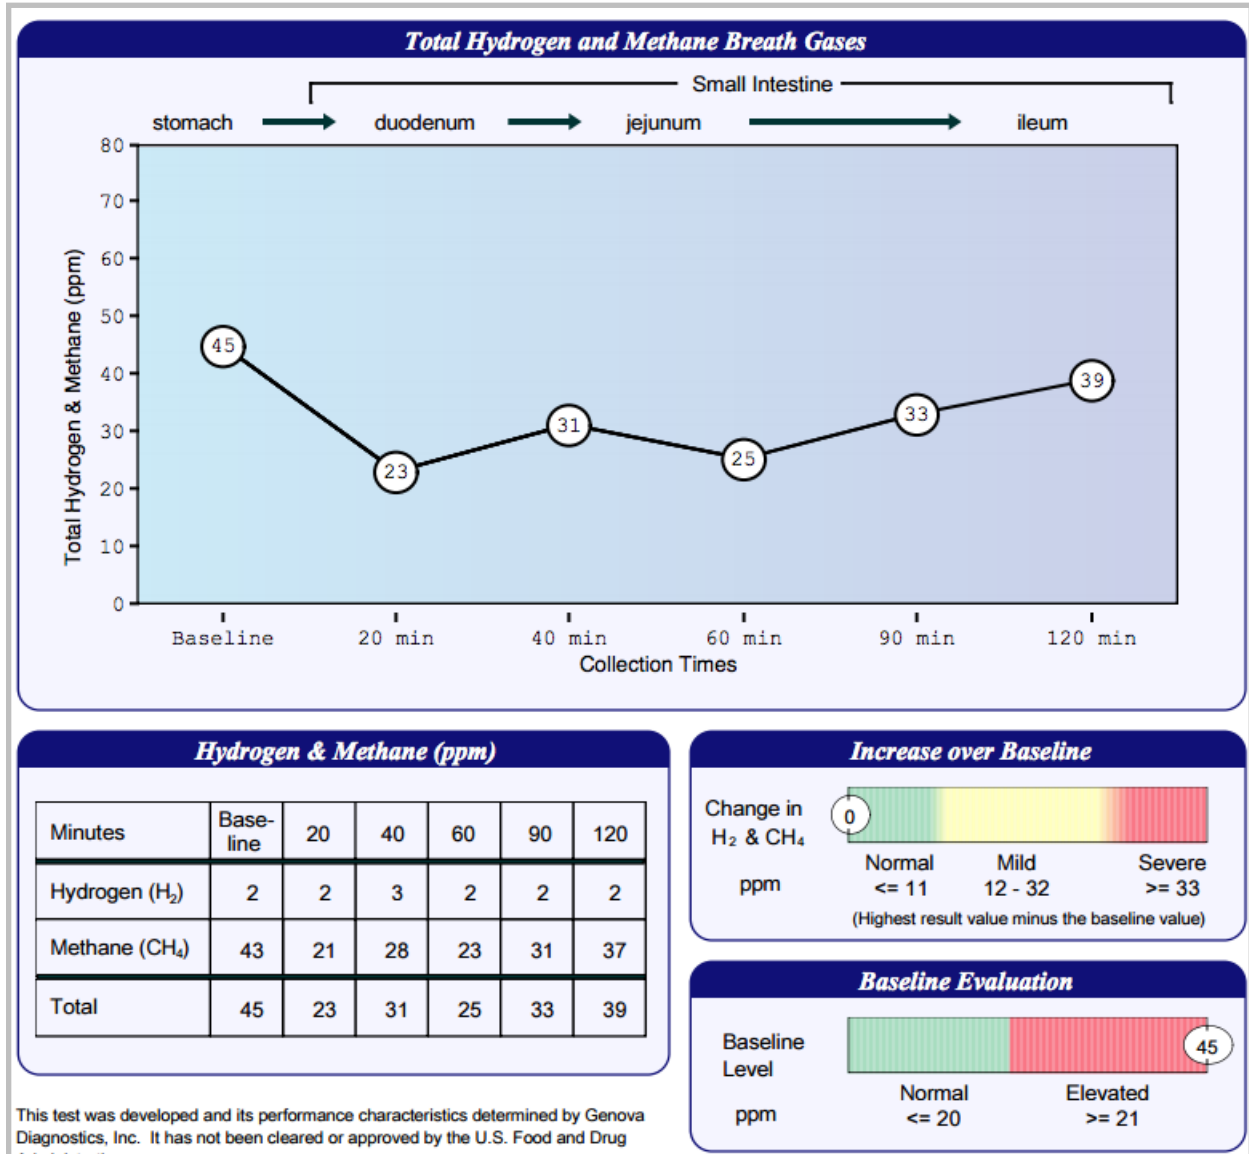 Total Hydrogen and Methane Breath Gases
Small Intestine
stomach duodenum jejunum ileum
Total Hydrogen & Methane (ppm)
80
70
60
50
40
30
20
10
0
45 23 31 25 33 39
Baseline 20 min 40 min 60 min 90 min 120 min
Collection Times
Hydrogen & Methane (ppm)
Minutes Base-line 20 40 60 90 120
Hydrogen (H₂) 2 2 3 2 2 2
Methane (CH₄) 43 21 28 23 31 37
Total 45 23 31 25 33 39
Increase over Baseline
Change in
H₂ & CH₄
ppm
0
Normal Mild Severe
<= 11 12 - 32 >= 33
(Highest result value minus the baseline value)
Baseline Evaluation
Baseline
Level
ppm
45
Normal Elevated
<= 20 >= 21
This test was developed and its performance characteristics determined by Genova
Diagnostics, Inc. It has not been cleared or approved by the U.S. Food and Drug